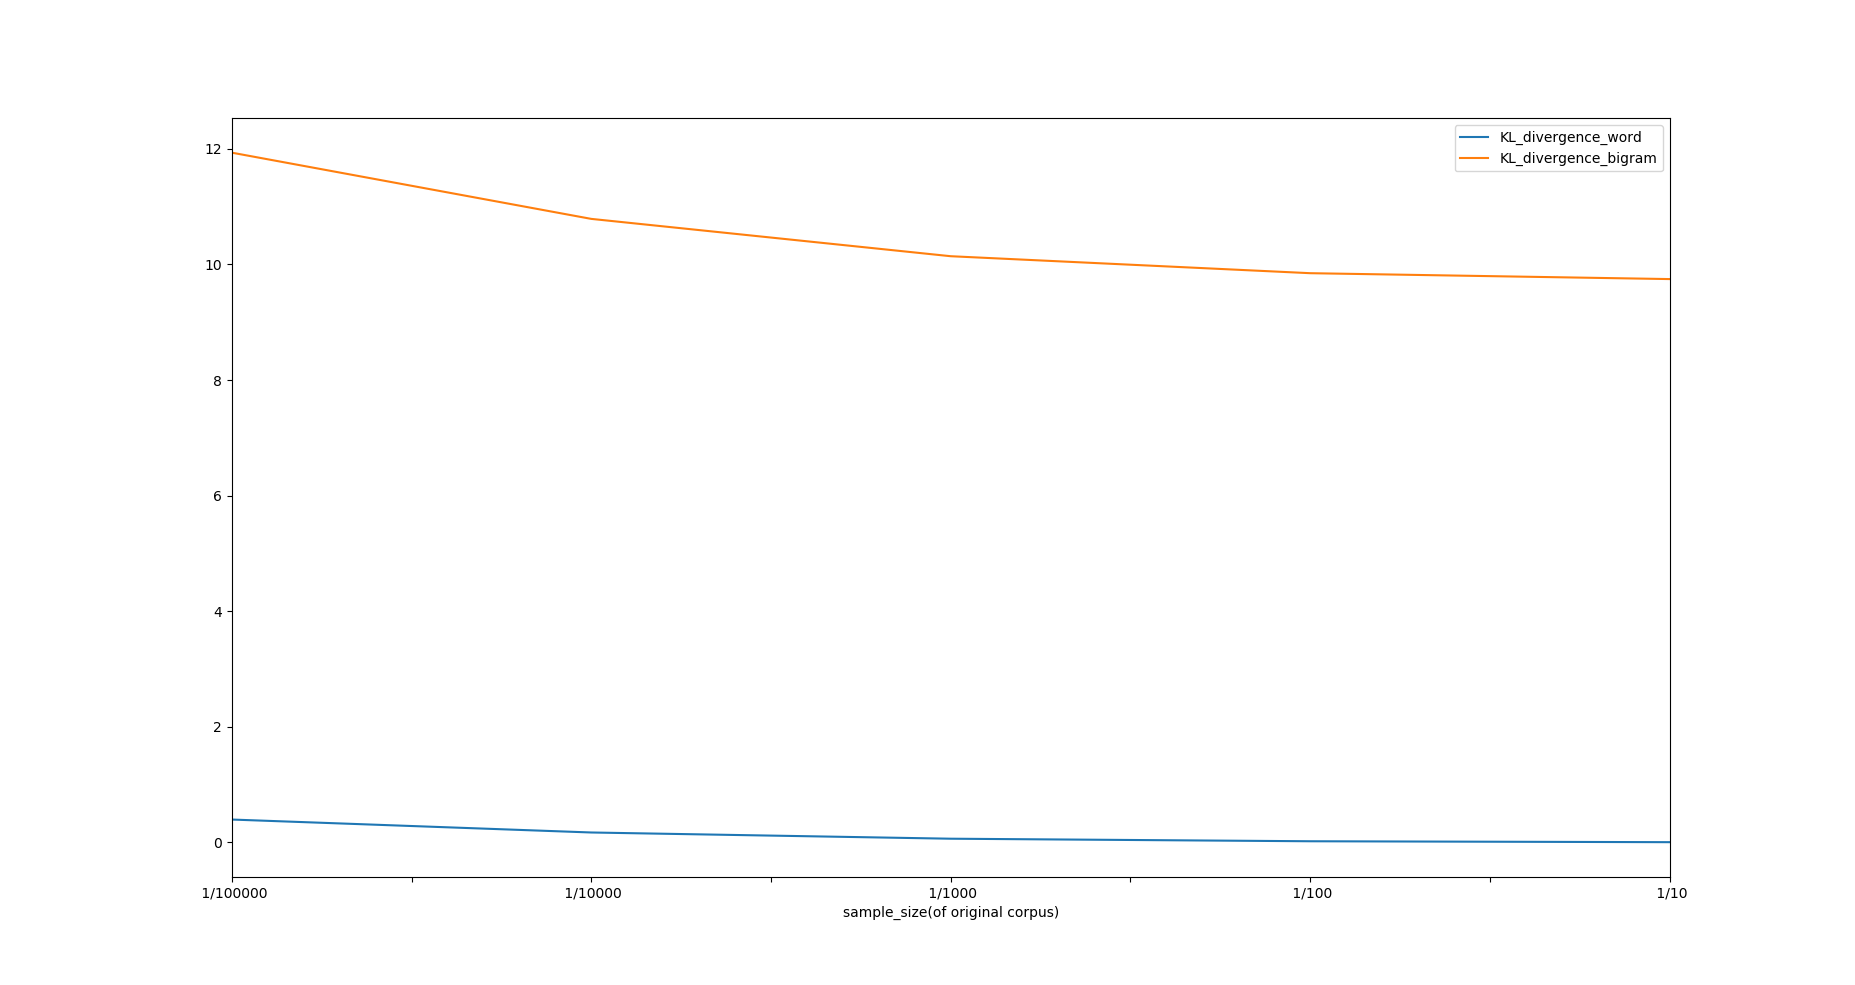 KL_divergence_word
KL_divergence_bigram
12
10
8
6
4
2
0
1/100000 1/10000 1/1000 1/100 1/10
sample_size(of original corpus)